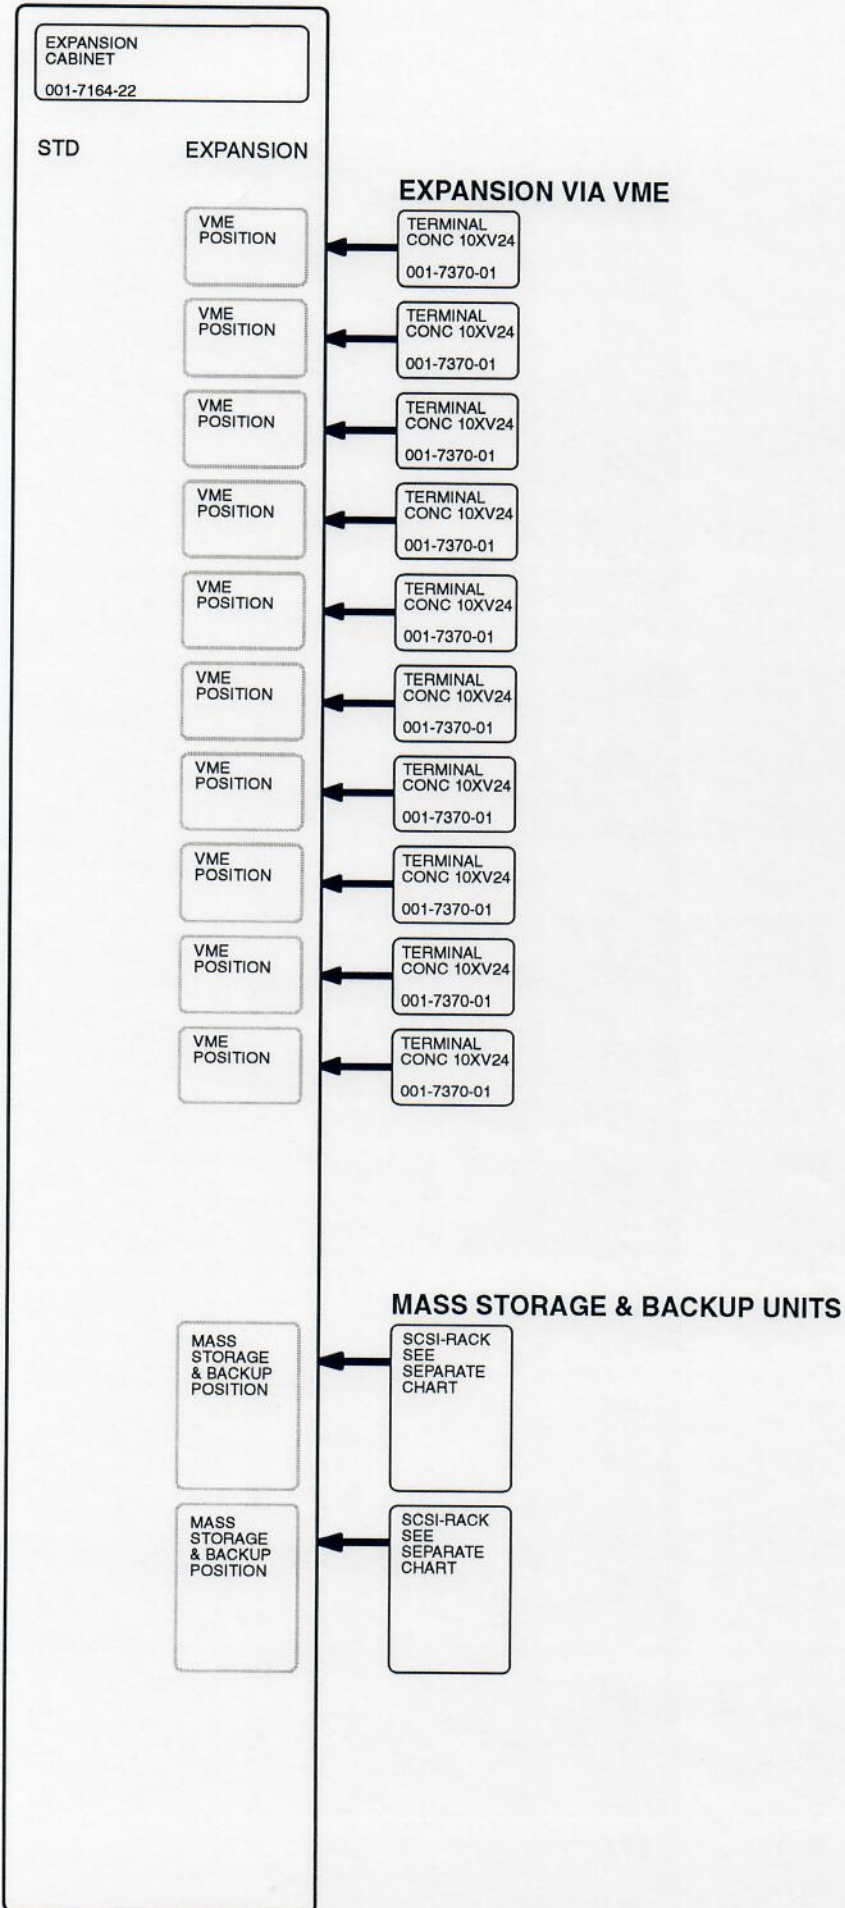 EXPANSION
CABINET
001-7164-22
STD EXPANSION
EXPANSION VIA VME
VME
POSITION
TERMINAL
CONC 10XV24
001-7370-01
VME
POSITION
TERMINAL
CONC 10XV24
001-7370-01
VME
POSITION
TERMINAL
CONC 10XV24
001-7370-01
VME
POSITION
TERMINAL
CONC 10XV24
001-7370-01
VME
POSITION
TERMINAL
CONC 10XV24
001-7370-01
VME
POSITION
TERMINAL
CONC 10XV24
001-7370-01
VME
POSITION
TERMINAL
CONC 10XV24
001-7370-01
VME
POSITION
TERMINAL
CONC 10XV24
001-7370-01
VME
POSITION
TERMINAL
CONC 10XV24
001-7370-01
VME
POSITION
TERMINAL
CONC 10XV24
001-7370-01
MASS STORAGE & BACKUP UNITS
MASS
STORAGE
& BACKUP
POSITION
SCSI-RACK
SEE
SEPARATE
CHART
MASS
STORAGE
& BACKUP
POSITION
SCSI-RACK
SEE
SEPARATE
CHART